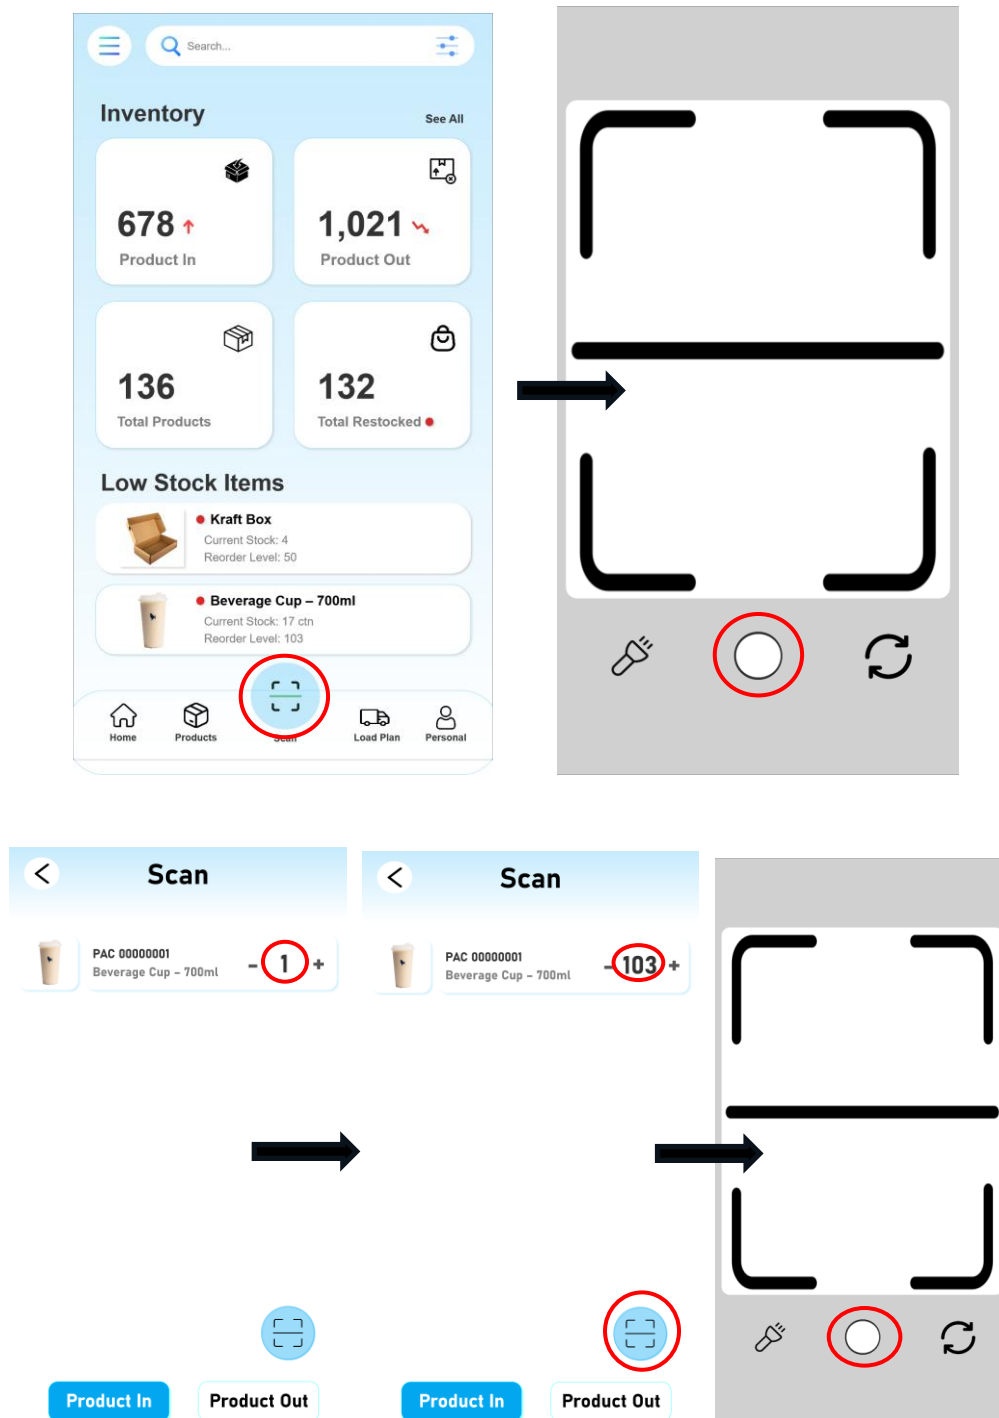 Search...
Inventory
See All
678
Product In
1,021
Product Out
136
Total Products
132
Total Restocked
Low Stock Items
Kraft Box
Current Stock: 4
Reorder Level: 50
Beverage Cup – 700ml
Current Stock: 17 ctn
Reorder Level: 103
Home
Products
Scan
Load Plan
Personal
Scan
PAC 00000001
Beverage Cup – 700ml
- 1 +
Product In
Product Out
Scan
PAC 00000001
Beverage Cup – 700ml
- 103 +
Product In
Product Out